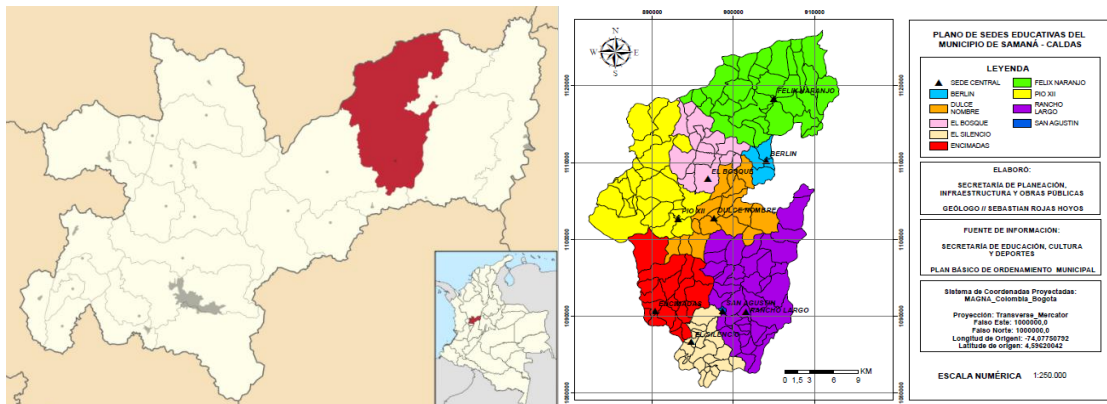 890000 900000 910000
N
W E
S
1120000
1110000
1100000
FELIX NARANJO
BERLIN
EL BOSQUE
PIO XII
DULCE NOMBRE
ENCIMADAS
SAN AGUSTIN
RANCHO LARGO
EL SILENCIO
0 1,5 3 6 9
KM
PLANO DE SEDES EDUCATIVAS DEL
MUNICIPIO DE SAMANÁ - CALDAS
LEYENDA
SEDE CENTRAL
BERLIN
DULCE
NOMBRE
EL BOSQUE
EL SILENCIO
ENCIMADAS
FELIX NARANJO
PIO XII
RANCHO
LARGO
SAN AGUSTIN
ELABORÓ:
SECRETARÍA DE PLANEACIÓN,
INFRAESTRUCTURA Y OBRAS PÚBLICAS
GEÓLOGO // SEBASTIAN ROJAS HOYOS
FUENTE DE INFORMACIÓN:
SECRETARÍA DE EDUCACIÓN, CULTURA
Y DEPORTES
PLAN BÁSICO DE ORDENAMIENTO MUNICIPAL
Sistema de Coordenadas Proyectadas:
MAGNA_Colombia_Bogota
Proyección: Transverse_Mercator
Falso Este: 1000000,0
Falso Norte: 1000000,0
Longitud de Origen: -74,07750792
Latitude de origen: 4,59620042
ESCALA NUMÉRICA 1:250.000